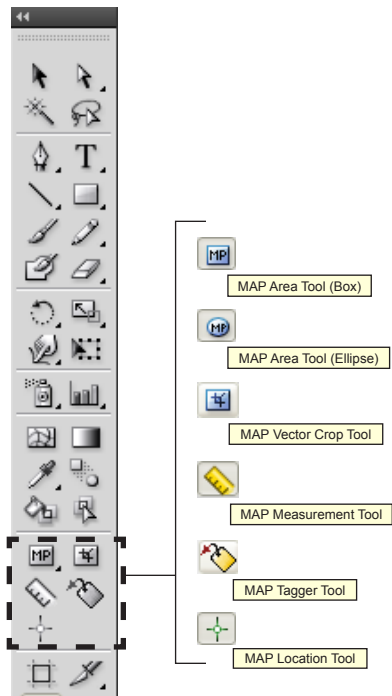 T
MP
MAP Area Tool (Box)
MP
MAP Area Tool (Ellipse)
MAP Vector Crop Tool
MAP Measurement Tool
MP
MAP Tagger Tool
MAP Location Tool